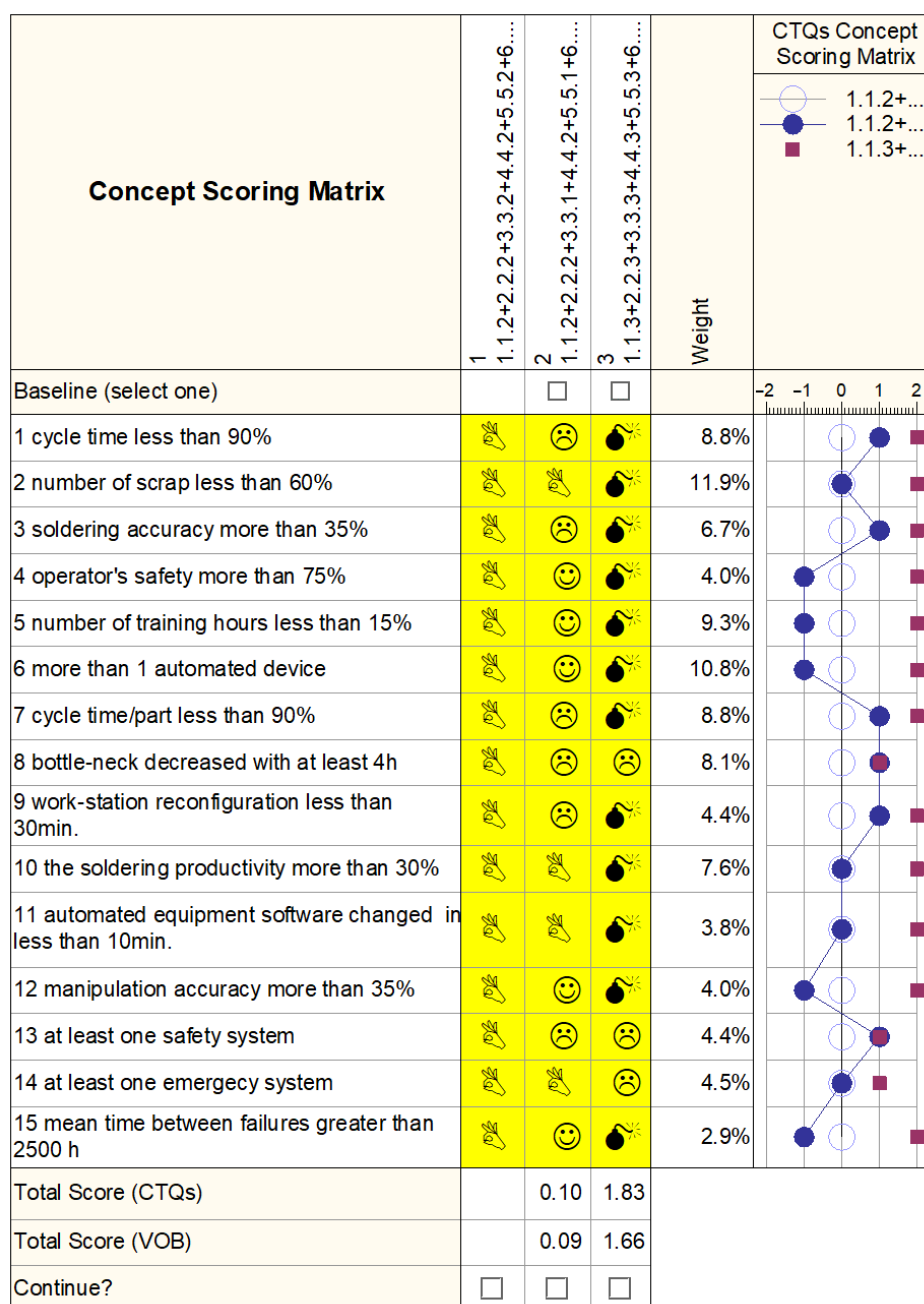 Concept Scoring Matrix
1
1.1.2+2.2.2+3.3.2+4.4.2+5.5.2+6....
2
1.1.2+2.2.2+3.3.1+4.4.2+5.5.1+6....
3
1.1.3+2.2.3+3.3.3+4.4.3+5.5.3+6....
Weight
CTQs Concept
Scoring Matrix
1.1.2+...
1.1.2+...
1.1.3+...
Baseline (select one)
-2 -1 0 1 2
1 cycle time less than 90% 8.8%
2 number of scrap less than 60% 11.9%
3 soldering accuracy more than 35% 6.7%
4 operator's safety more than 75% 4.0%
5 number of training hours less than 15% 9.3%
6 more than 1 automated device 10.8%
7 cycle time/part less than 90% 8.8%
8 bottle-neck decreased with at least 4h 8.1%
9 work-station reconfiguration less than
30min. 4.4%
10 the soldering productivity more than 30% 7.6%
11 automated equipment software changed in
less than 10min. 3.8%
12 manipulation accuracy more than 35% 4.0%
13 at least one safety system 4.4%
14 at least one emergecy system 4.5%
15 mean time between failures greater than
2500 h 2.9%
Total Score (CTQs) 0.10 1.83
Total Score (VOB) 0.09 1.66
Continue?